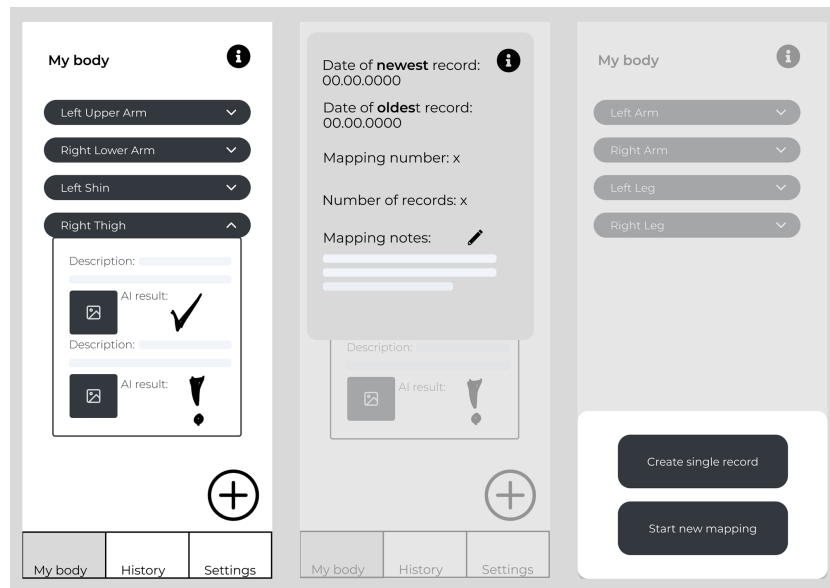 My body
i
Left Upper Arm
Right Lower Arm
Left Shin
Right Thigh
Description:
AI result:
Description:
AI result:
My body
History
Settings
Date of newest record:
i
00.00.0000
Date of oldest record:
00.00.0000
Mapping number: x
Number of records: x
Mapping notes:
Description:
AI result:
My body
History
Settings
My body
i
Left Arm
Right Arm
Left Leg
Right Leg
Create single record
Start new mapping